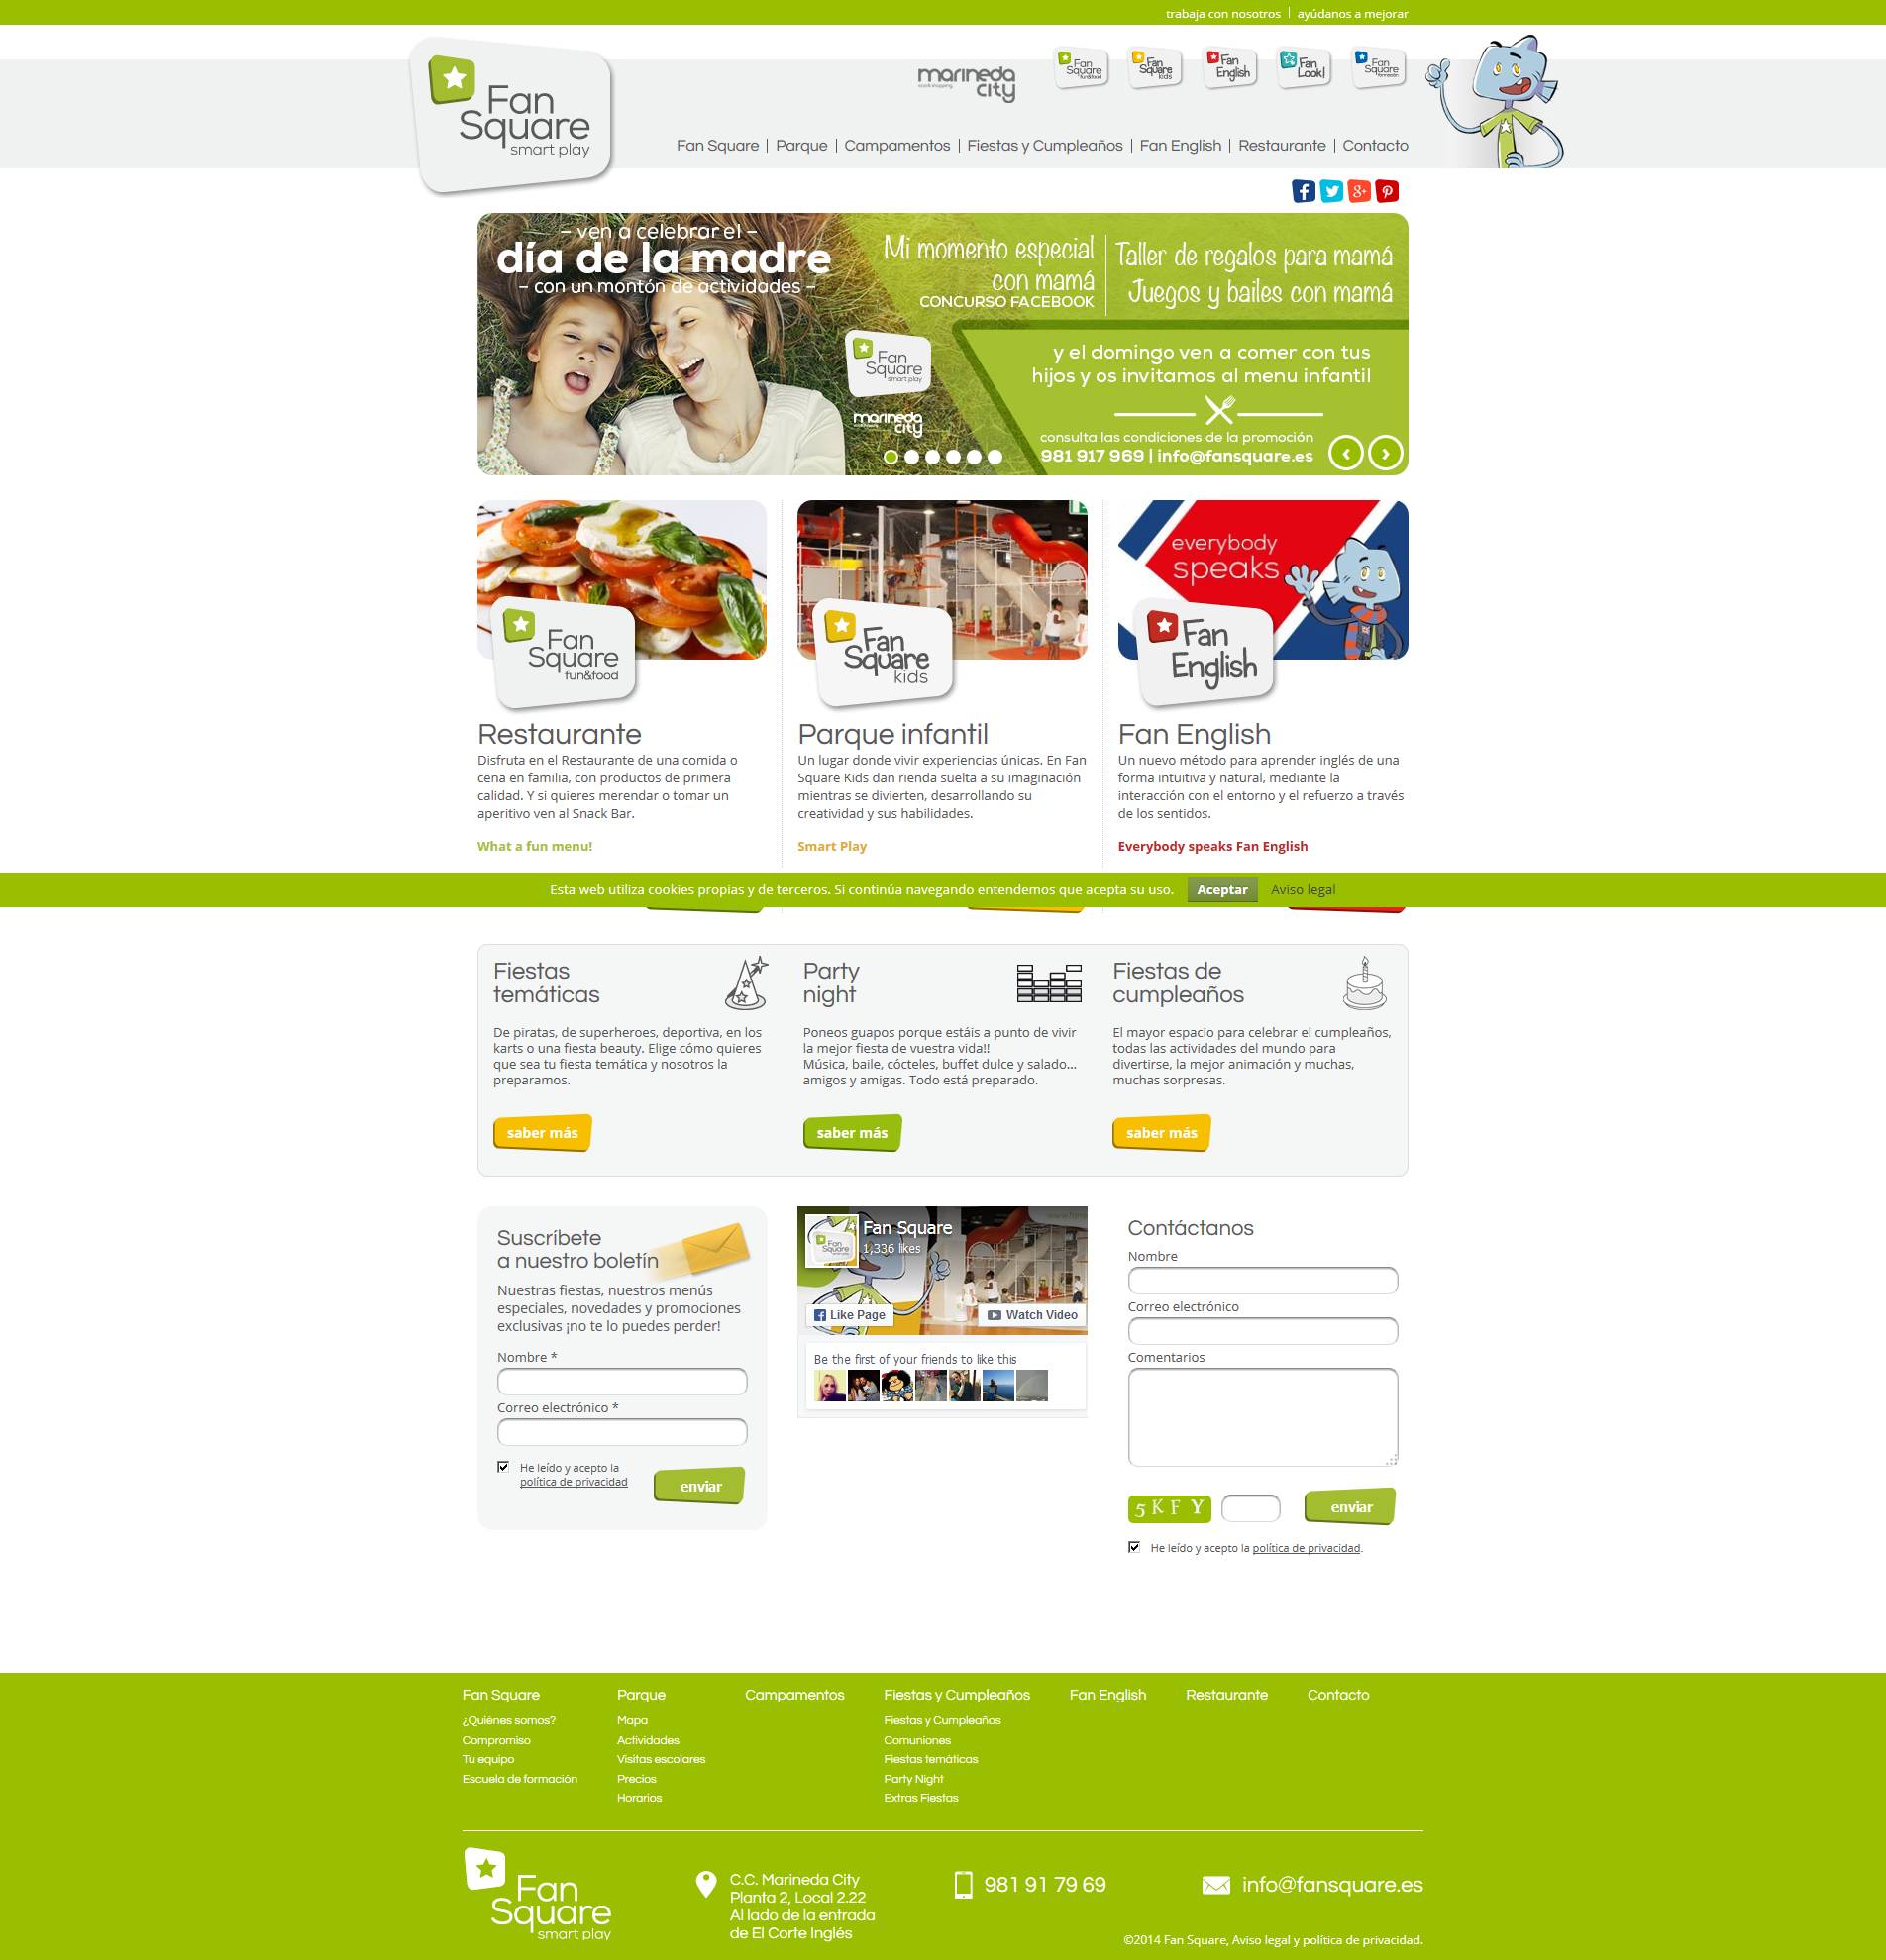 trabaja con nosotros
ayúdanos a mejorar
Fan
Square
smart play
marineda
city
Fan
Square
fun&food
Fan
Square
kids
Fan
English
Fan
Look!
Fan
Square
formación
Fan Square
Parque
Campamentos
Fiestas y Cumpleaños
Fan English
Restaurante
Contacto
– ven a celebrar el –
día de la madre
– con un montón de actividades –
Mi momento especial
con mamá
CONCURSO FACEBOOK
Taller de regalos para mamá
Juegos y bailes con mamá
Fan
Square
smart play
marineda
city
y el domingo ven a comer con tus
hijos y os invitamos al menu infantil
consulta las condiciones de la promoción
981 917 969 | info@fansquare.es
Fan
Square
fun&food
Restaurante
Disfruta en el Restaurante de una comida o
cena en familia, con productos de primera
calidad. Y si quieres merendar o tomar un
aperitivo ven al Snack Bar.
What a fun menu!
Fan
Square
kids
Parque infantil
Un lugar donde vivir experiencias únicas. En Fan
Square Kids dan rienda suelta a su imaginación
mientras se divierten, desarrollando su
creatividad y sus habilidades.
Smart Play
everybody
speaks
Fan
English
Fan English
Un nuevo método para aprender inglés de una
forma intuitiva y natural, mediante la
interacción con el entorno y el refuerzo a través
de los sentidos.
Everybody speaks Fan English
Esta web utiliza cookies propias y de terceros. Si continúa navegando entendemos que acepta su uso.
Aceptar
Aviso legal
Fiestas
temáticas
De piratas, de superheroes, deportiva, en los
karts o una fiesta beauty. Elige cómo quieres
que sea tu fiesta temática y nosotros la
preparamos.
saber más
Party
night
Poneos guapos porque estáis a punto de vivir
la mejor fiesta de vuestra vida!!
Música, baile, cócteles, buffet dulce y salado...
amigos y amigas. Todo está preparado.
saber más
Fiestas de
cumpleaños
El mayor espacio para celebrar el cumpleaños,
todas las actividades del mundo para
divertirse, la mejor animación y muchas,
muchas sorpresas.
saber más
Suscríbete
a nuestro boletín
Nuestras fiestas, nuestros menús
especiales, novedades y promociones
exclusivas ¡no te lo puedes perder!
Nombre *
Correo electrónico *
He leído y acepto la
política de privacidad
enviar
Fan
Square
Fan Square
1,336 likes
Like Page
Watch Video
Be the first of your friends to like this
Contáctanos
Nombre
Correo electrónico
Comentarios
5 K F Y
enviar
He leído y acepto la política de privacidad.
Fan Square
¿Quiénes somos?
Compromiso
Tu equipo
Escuela de formación
Parque
Mapa
Actividades
Visitas escolares
Precios
Horarios
Campamentos
Fiestas y Cumpleaños
Fiestas y Cumpleaños
Comuniones
Fiestas temáticas
Party Night
Extras Fiestas
Fan English
Restaurante
Contacto
Fan
Square
smart play
C.C. Marineda City
Planta 2, Local 2.22
Al lado de la entrada
de El Corte Inglés
981 91 79 69
info@fansquare.es
©2014 Fan Square, Aviso legal y política de privacidad.